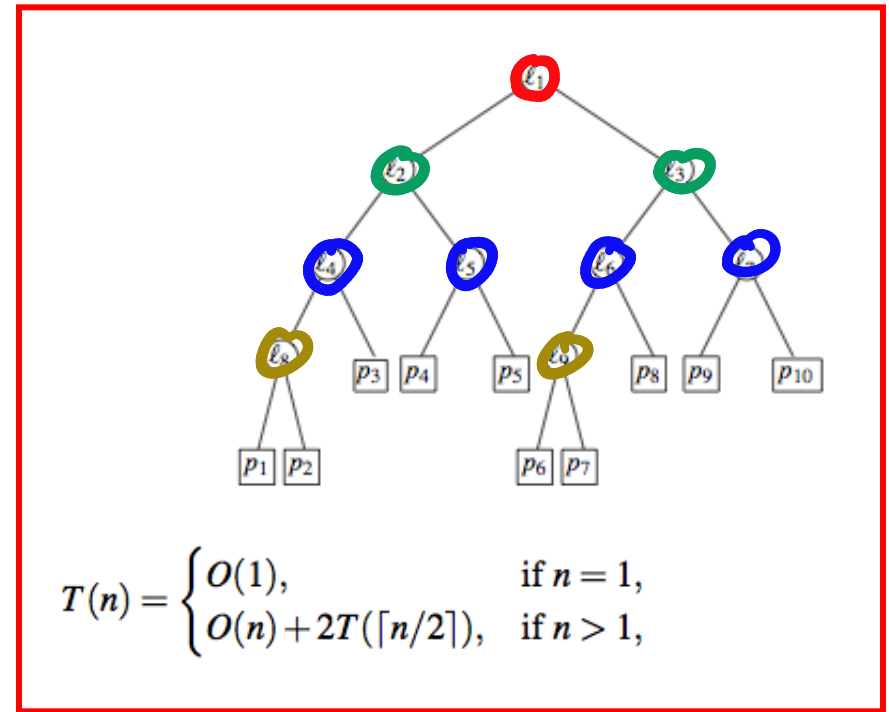 ℓ1
ℓ2 ℓ3
ℓ4 ℓ5 ℓ6
ℓ8 p3 p4 p5 ℓ9 p8 p9 p10
p1 p2 p6 p7
T(n) = { O(1), if n = 1,
O(n) + 2T(⌈n/2⌉), if n > 1,